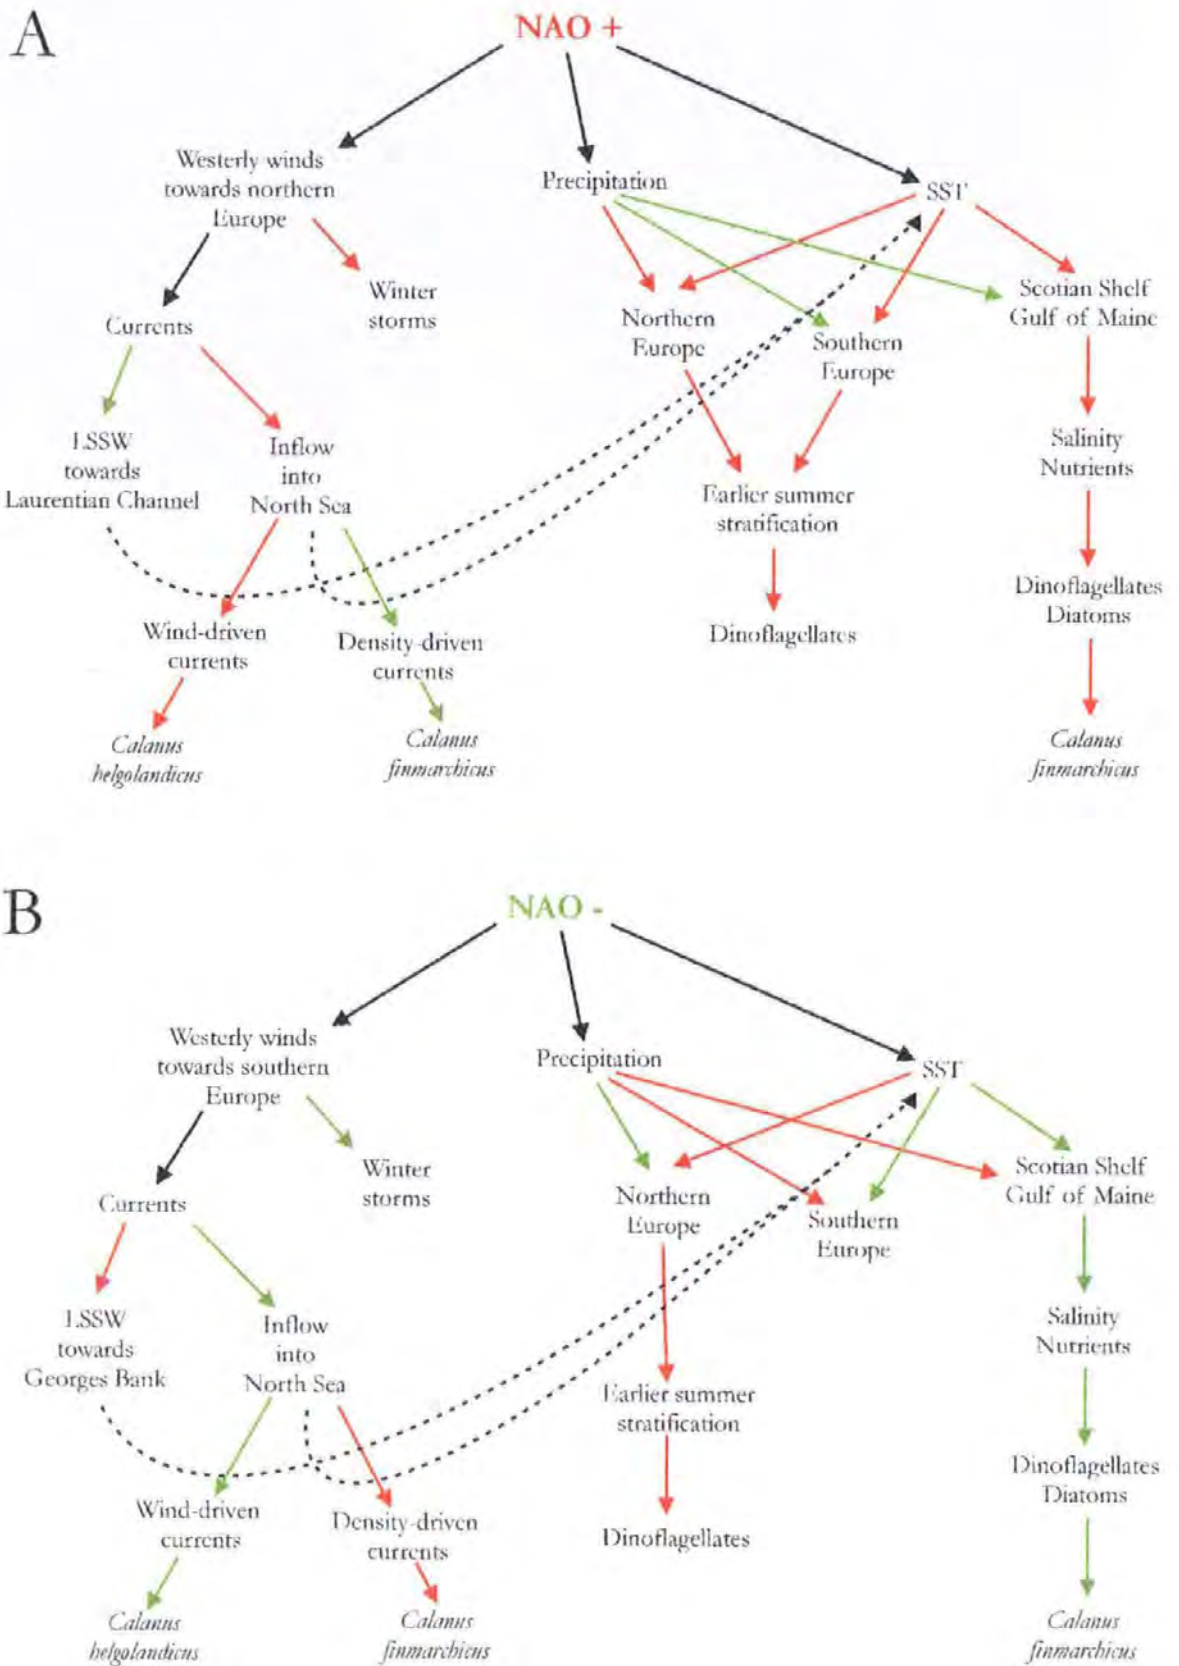 A
NAO +
Westerly winds
towards northern
Europe
Precipitation
SST
Winter
storms
Currents
Northern
Europe
Southern
Europe
Scotian Shelf
Gulf of Maine
LSSW
towards
Laurentian Channel
Inflow
into
North Sea
Earlier summer
stratification
Salinity
Nutrients
Wind-driven
currents
Density-driven
currents
Dinoflagellates
Dinoflagellates
Diatoms
Calanus
helgolandicus
Calanus
finmarchicus
Calanus
finmarchicus
B
NAO -
Westerly winds
towards southern
Europe
Precipitation
SST
Winter
storms
Currents
Northern
Europe
Southern
Europe
Scotian Shelf
Gulf of Maine
LSSW
towards
Georges Bank
Inflow
into
North Sea
Earlier summer
stratification
Salinity
Nutrients
Wind-driven
currents
Density-driven
currents
Dinoflagellates
Dinoflagellates
Diatoms
Calanus
helgolandicus
Calanus
finmarchicus
Calanus
finmarchicus